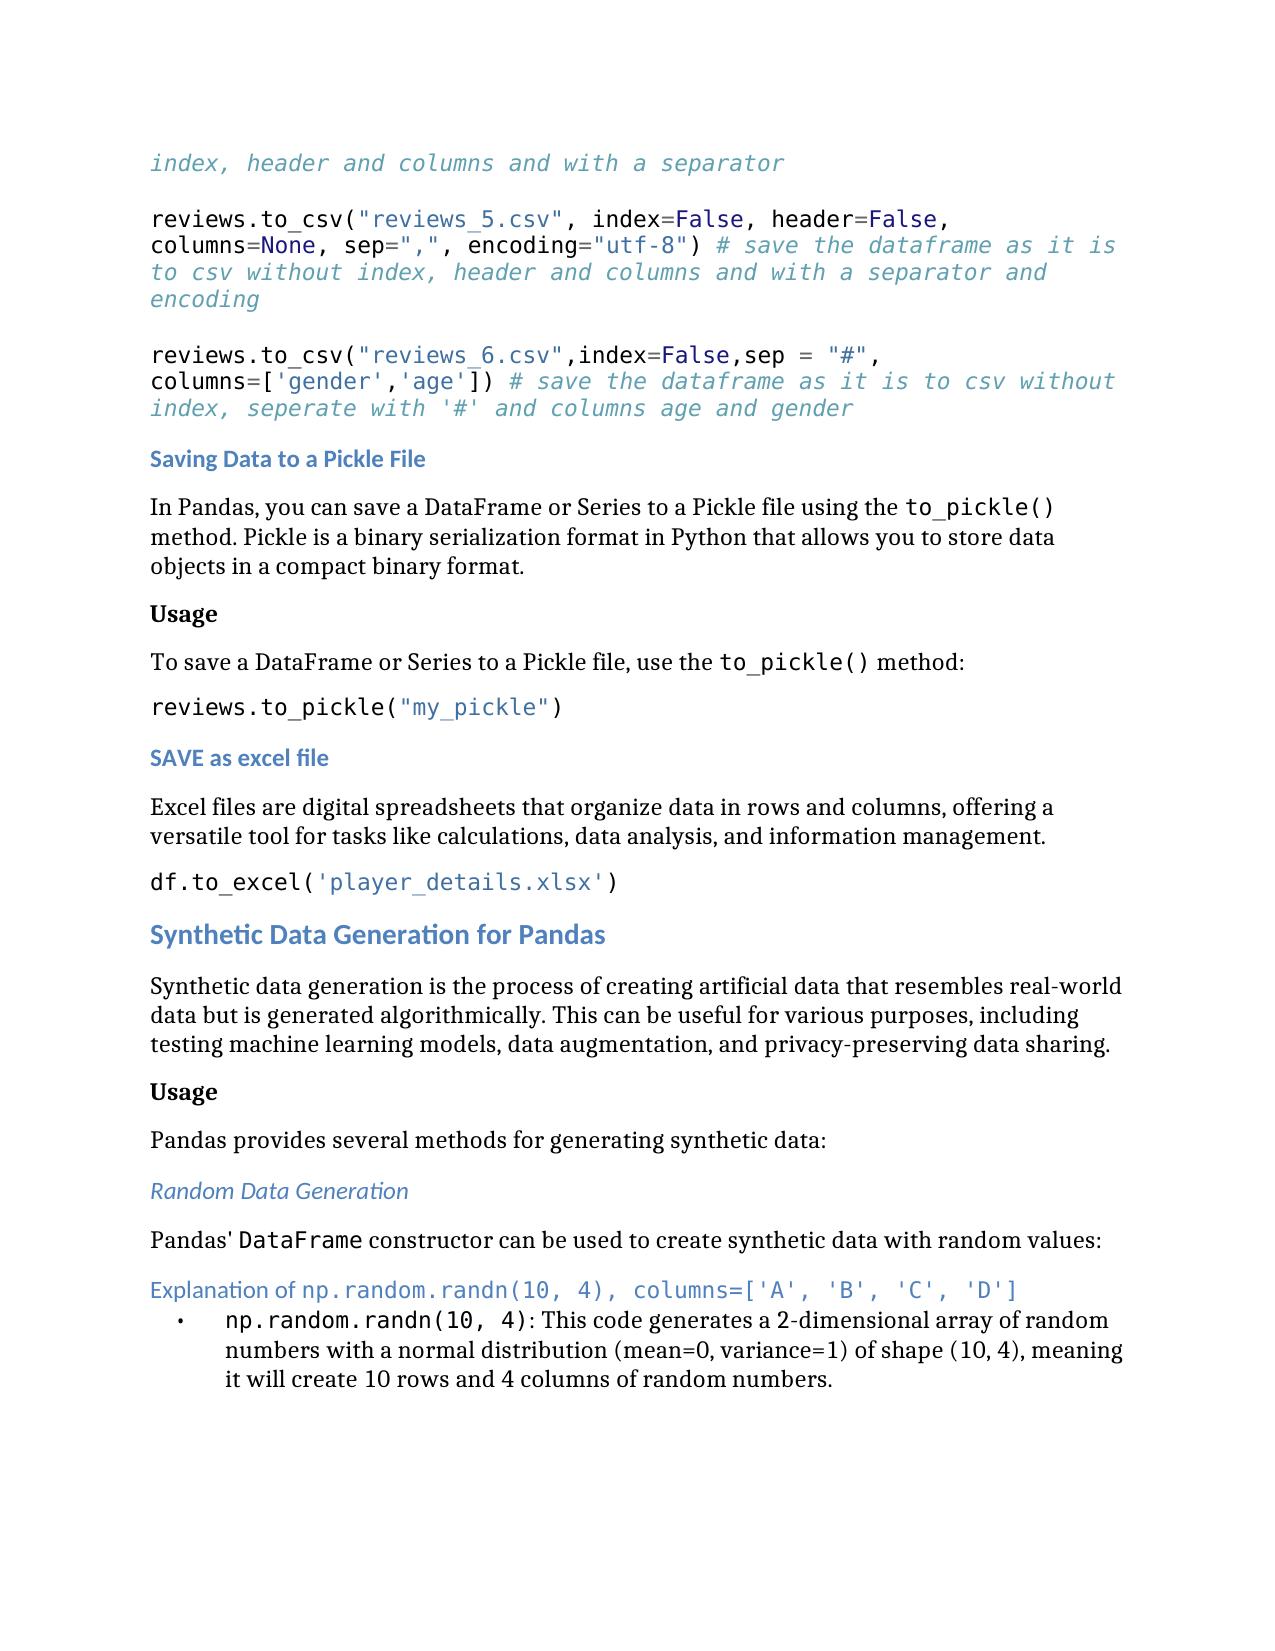 index, header and columns and with a separator
reviews.to_csv("reviews_5.csv", index=False, header=False,
columns=None, sep=",", encoding="utf-8") # save the dataframe as it is
to csv without index, header and columns and with a separator and
encoding
reviews.to_csv("reviews_6.csv",index=False,sep = "#",
columns=['gender','age']) # save the dataframe as it is to csv without
index, seperate with '#' and columns age and gender
Saving Data to a Pickle File
In Pandas, you can save a DataFrame or Series to a Pickle file using the to_pickle()
method. Pickle is a binary serialization format in Python that allows you to store data
objects in a compact binary format.
Usage
To save a DataFrame or Series to a Pickle file, use the to_pickle() method:
reviews.to_pickle("my_pickle")
SAVE as excel file
Excel files are digital spreadsheets that organize data in rows and columns, offering a
versatile tool for tasks like calculations, data analysis, and information management.
df.to_excel('player_details.xlsx')
Synthetic Data Generation for Pandas
Synthetic data generation is the process of creating artificial data that resembles real-world
data but is generated algorithmically. This can be useful for various purposes, including
testing machine learning models, data augmentation, and privacy-preserving data sharing.
Usage
Pandas provides several methods for generating synthetic data:
Random Data Generation
Pandas' DataFrame constructor can be used to create synthetic data with random values:
Explanation of np.random.randn(10, 4), columns=['A', 'B', 'C', 'D']
• np.random.randn(10, 4): This code generates a 2-dimensional array of random
numbers with a normal distribution (mean=0, variance=1) of shape (10, 4), meaning
it will create 10 rows and 4 columns of random numbers.